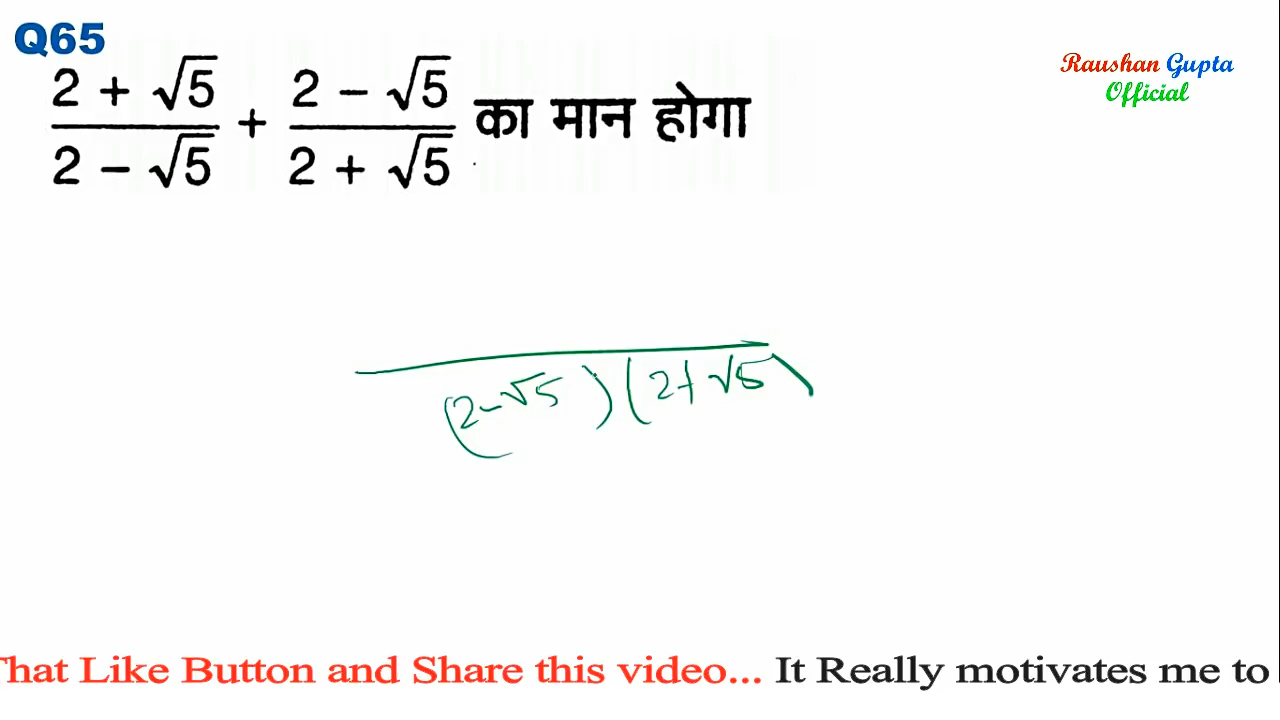 Q65
Raushan Gupta
Official
(2 + √5)/(2 - √5) + (2 - √5)/(2 + √5) का मान होगा
(2-√5)(2+√5)
That Like Button and Share this video... It Really motivates me to